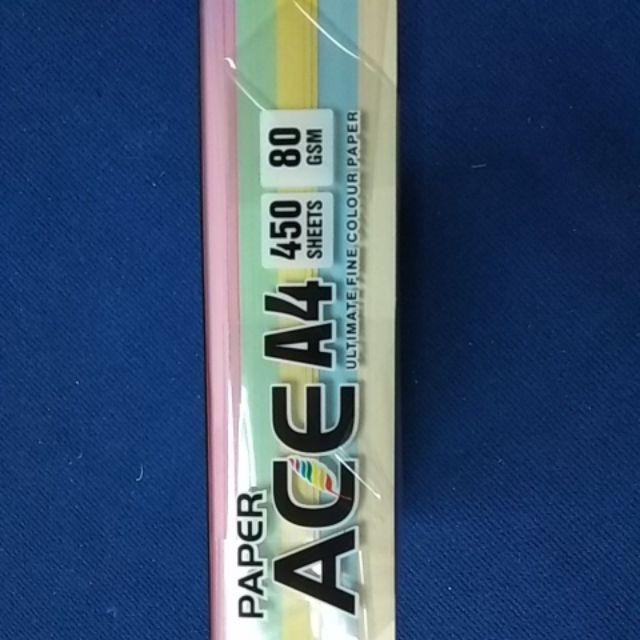 PAPER
ACE A4
450 SHEETS
80 GSM
ULTIMATE FINE COLOUR PAPER